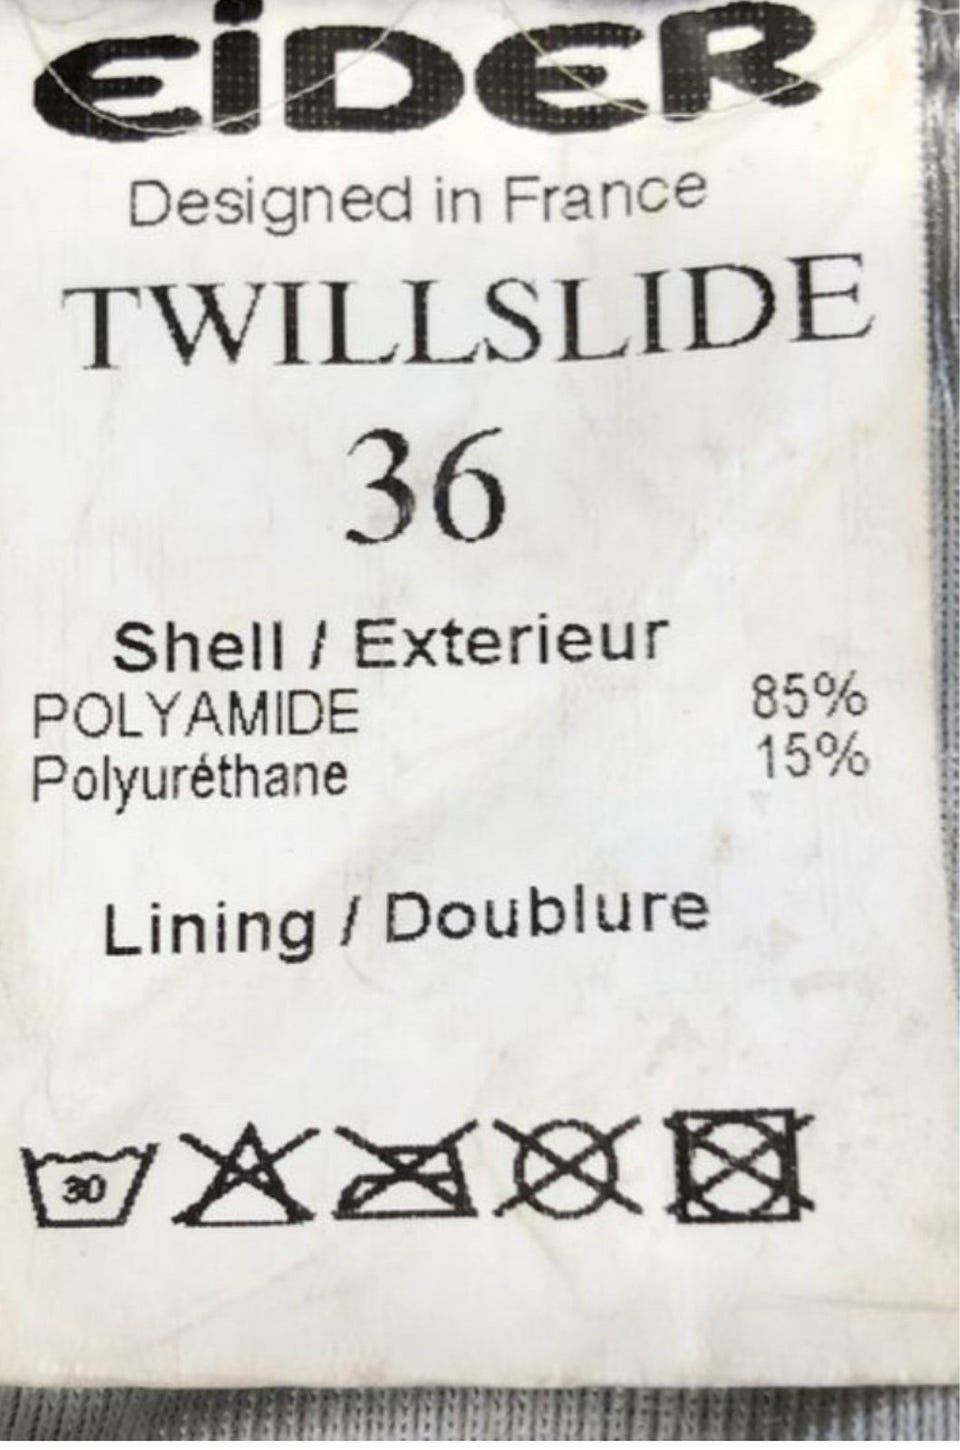 EiDER
Designed in France
TWILLSLIDE
36
Shell / Exterieur
POLYAMIDE 85%
Polyuréthane 15%
Lining / Doublure
30